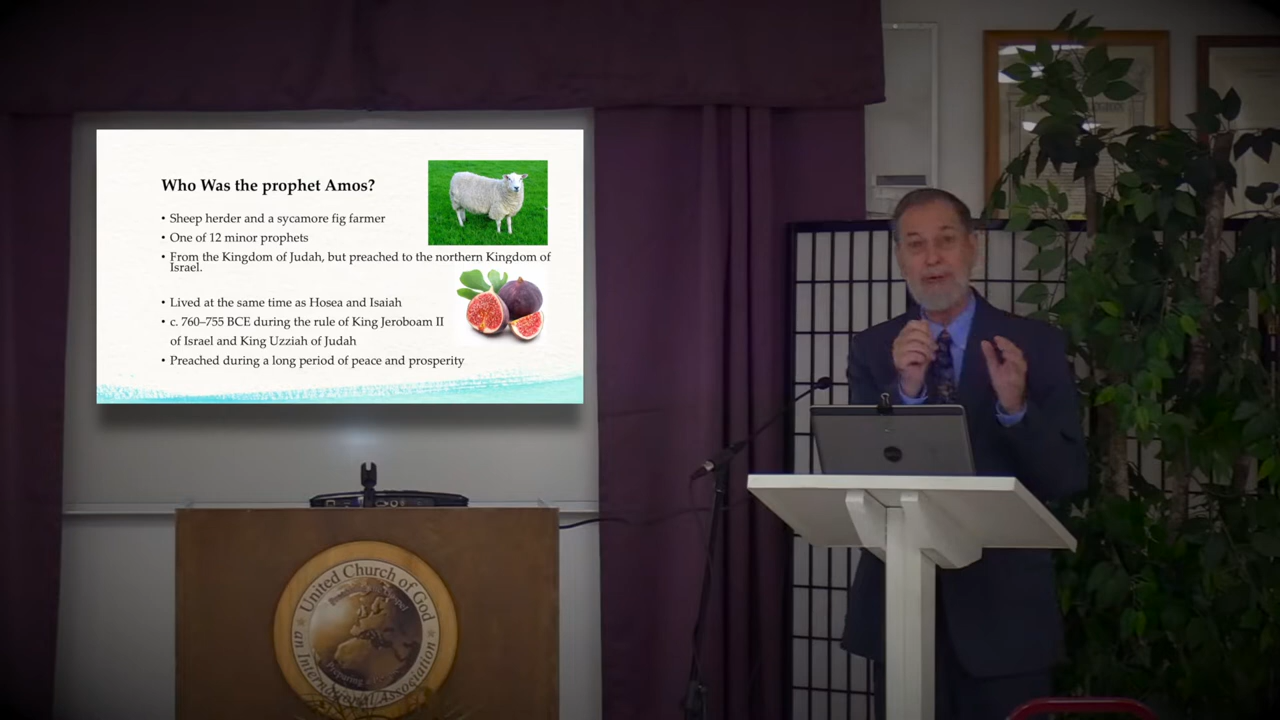 Who Was the prophet Amos?
• Sheep herder and a sycamore fig farmer
• One of 12 minor prophets
• From the Kingdom of Judah, but preached to the northern Kingdom of
Israel.
• Lived at the same time as Hosea and Isaiah
• c. 760–755 BCE during the rule of King Jeroboam II
of Israel and King Uzziah of Judah
• Preached during a long period of peace and prosperity
United Church of God
an International Association
Preparing a